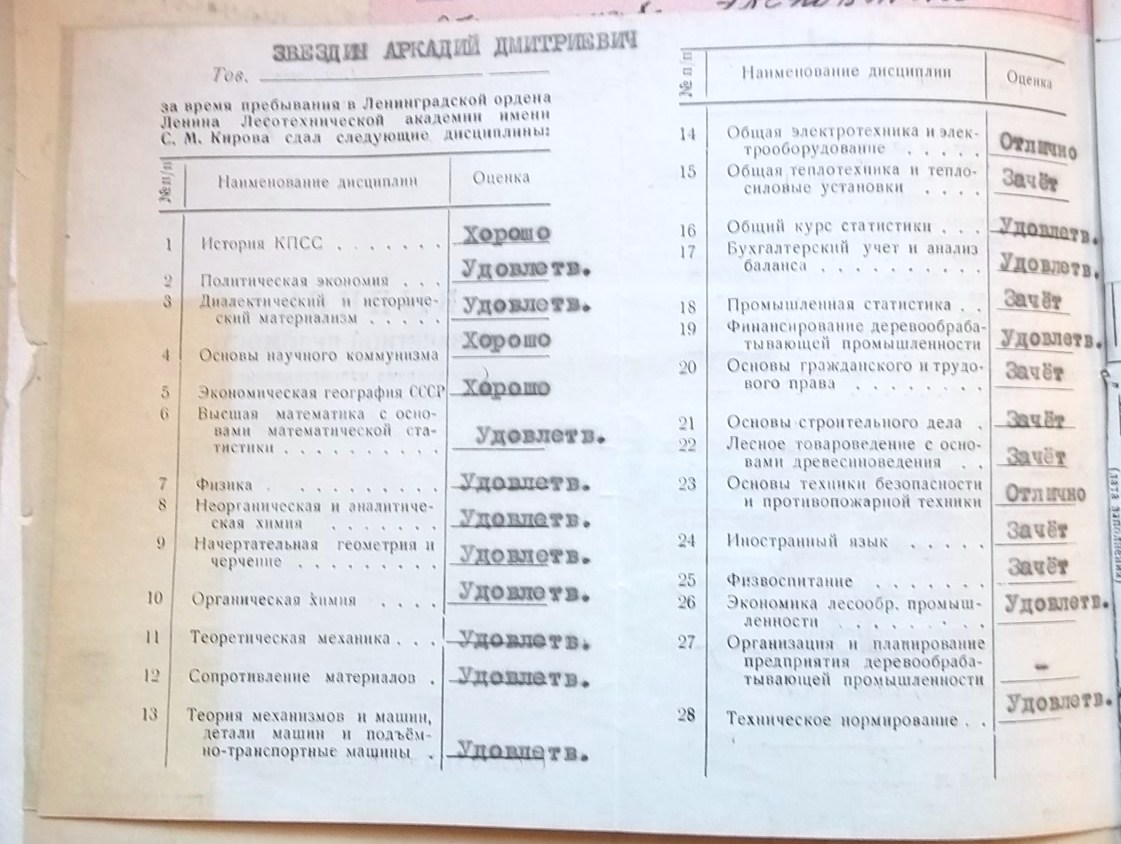 ЗВЕЗДИН АРКАДИЙ ДМИТРИЕВИЧ
Тов.
за время пребывания в Ленинградской ордена
Ленина Лесотехнической академии имени
С. М. Кирова сдал следующие дисциплины:
№ п/п Наименование дисциплин Оценка
1 История КПСС . . . . . . . Хорошо
2 Политическая экономия . . . Удовлетв.
3 Диалектический и историче-
ский материализм . . . . . Удовлетв.
4 Основы научного коммунизма Хорошо
5 Экономическая география СССР Хорошо
6 Высшая математика с осно-
вами математической ста-
тистики . . . . . . . . . . Удовлетв.
7 Физика . . . . . . . . . Удовлетв.
8 Неорганическая и аналитиче-
ская химия . . . . . . . Удовлетв.
9 Начертательная геометрия и
черчение . . . . . . . . . Удовлетв.
10 Органическая химия . . . . Удовлетв.
11 Теоретическая механика . . . Удовлетв.
12 Сопротивление материалов . Удовлетв.
13 Теория механизмов и машин,
детали машин и подъём-
но-транспортные машины . Удовлетв.
№ п/п Наименование дисциплин Оценка
14 Общая электротехника и элек-
трооборудование . . . . . Отлично
15 Общая теплотехника и тепло-
силовые установки . . . . Зачёт
16 Общий курс статистики . . . Удовлетв.
17 Бухгалтерский учет и анализ
баланса . . . . . . . . . . Удовлетв.
18 Промышленная статистика . . Зачёт
19 Финансирование деревообраба-
тывающей промышленности Удовлетв.
20 Основы гражданского и трудо-
вого права . . . . . . . . Зачёт
21 Основы строительного дела . Зачёт
22 Лесное товароведение с осно-
вами древесиноведения . . Зачёт
23 Основы техники безопасности
и противопожарной техники Отлично
24 Иностранный язык . . . . . Зачёт
25 Физвоспитание . . . . . . . Зачёт
26 Экономика лесообр. промыш-
ленности . . . . . . . . . Удовлетв.
27 Организация и планирование
предприятия деревообраба-
тывающей промышленности -
28 Техническое нормирование . . Удовлетв.